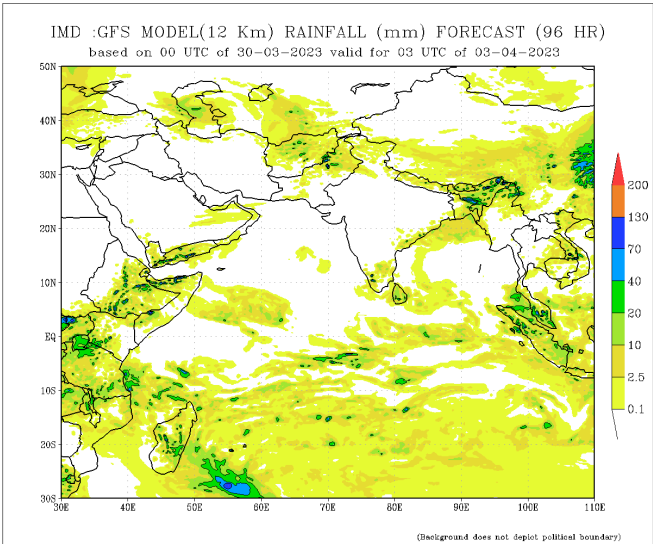 IMD :GFS MODEL(12 Km) RAINFALL (mm) FORECAST (96 HR)
based on 00 UTC of 30-03-2023 valid for 03 UTC of 03-04-2023
50N
40N
30N
20N
10N
EQ
10S
20S
30S
30E 40E 50E 60E 70E 80E 90E 100E 110E
200
130
70
40
20
10
2.5
0.1
(Background does not depict political boundary)